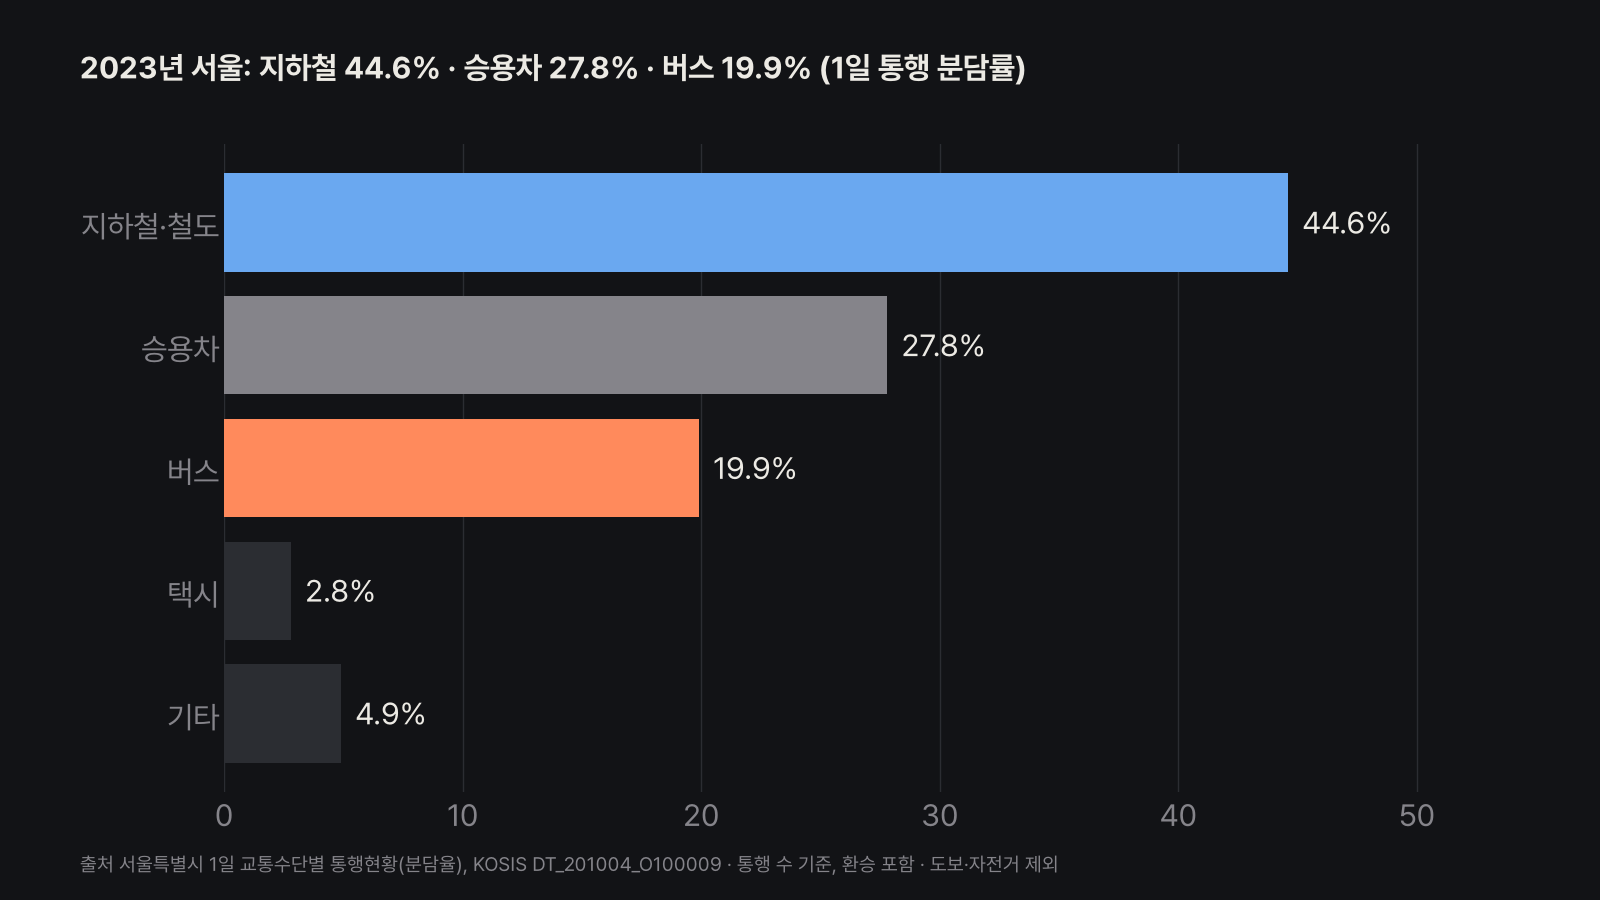 2023년 서울: 지하철 44.6% · 승용차 27.8% · 버스 19.9% (1일 통행 분담률)
지하철·철도 44.6%
승용차 27.8%
버스 19.9%
택시 2.8%
기타 4.9%
0 10 20 30 40 50
출처 서울특별시 1일 교통수단별 통행현황(분담율), KOSIS DT_201004_O100009 · 통행 수 기준, 환승 포함 · 도보·자전거 제외